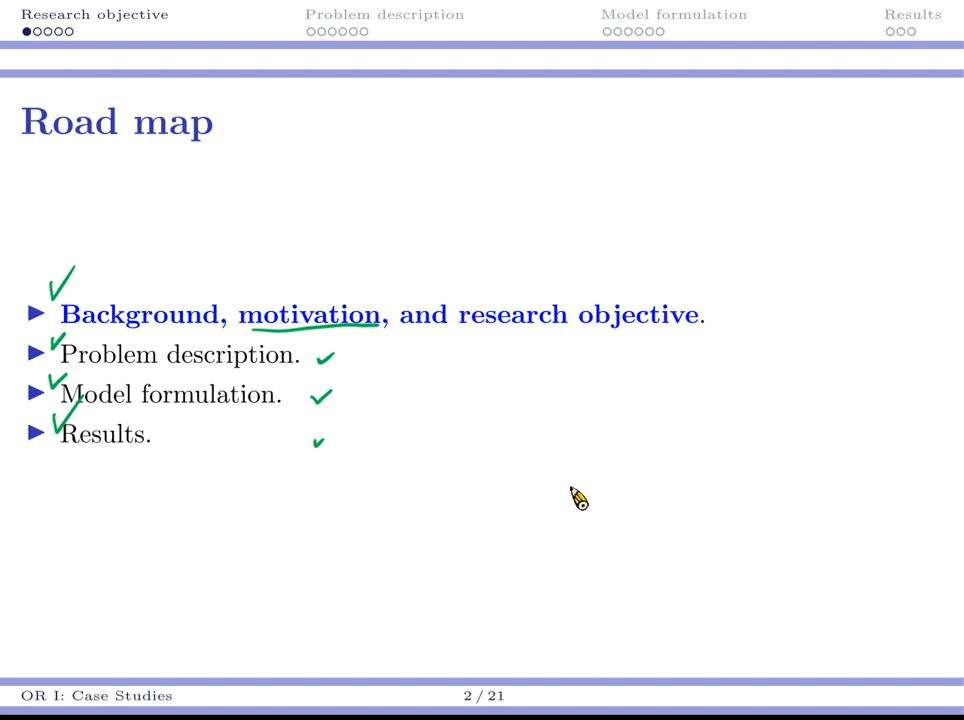 Research objective Problem description Model formulation Results
Road map
Background, motivation, and research objective.
Problem description.
Model formulation.
Results.
OR I: Case Studies 2 / 21